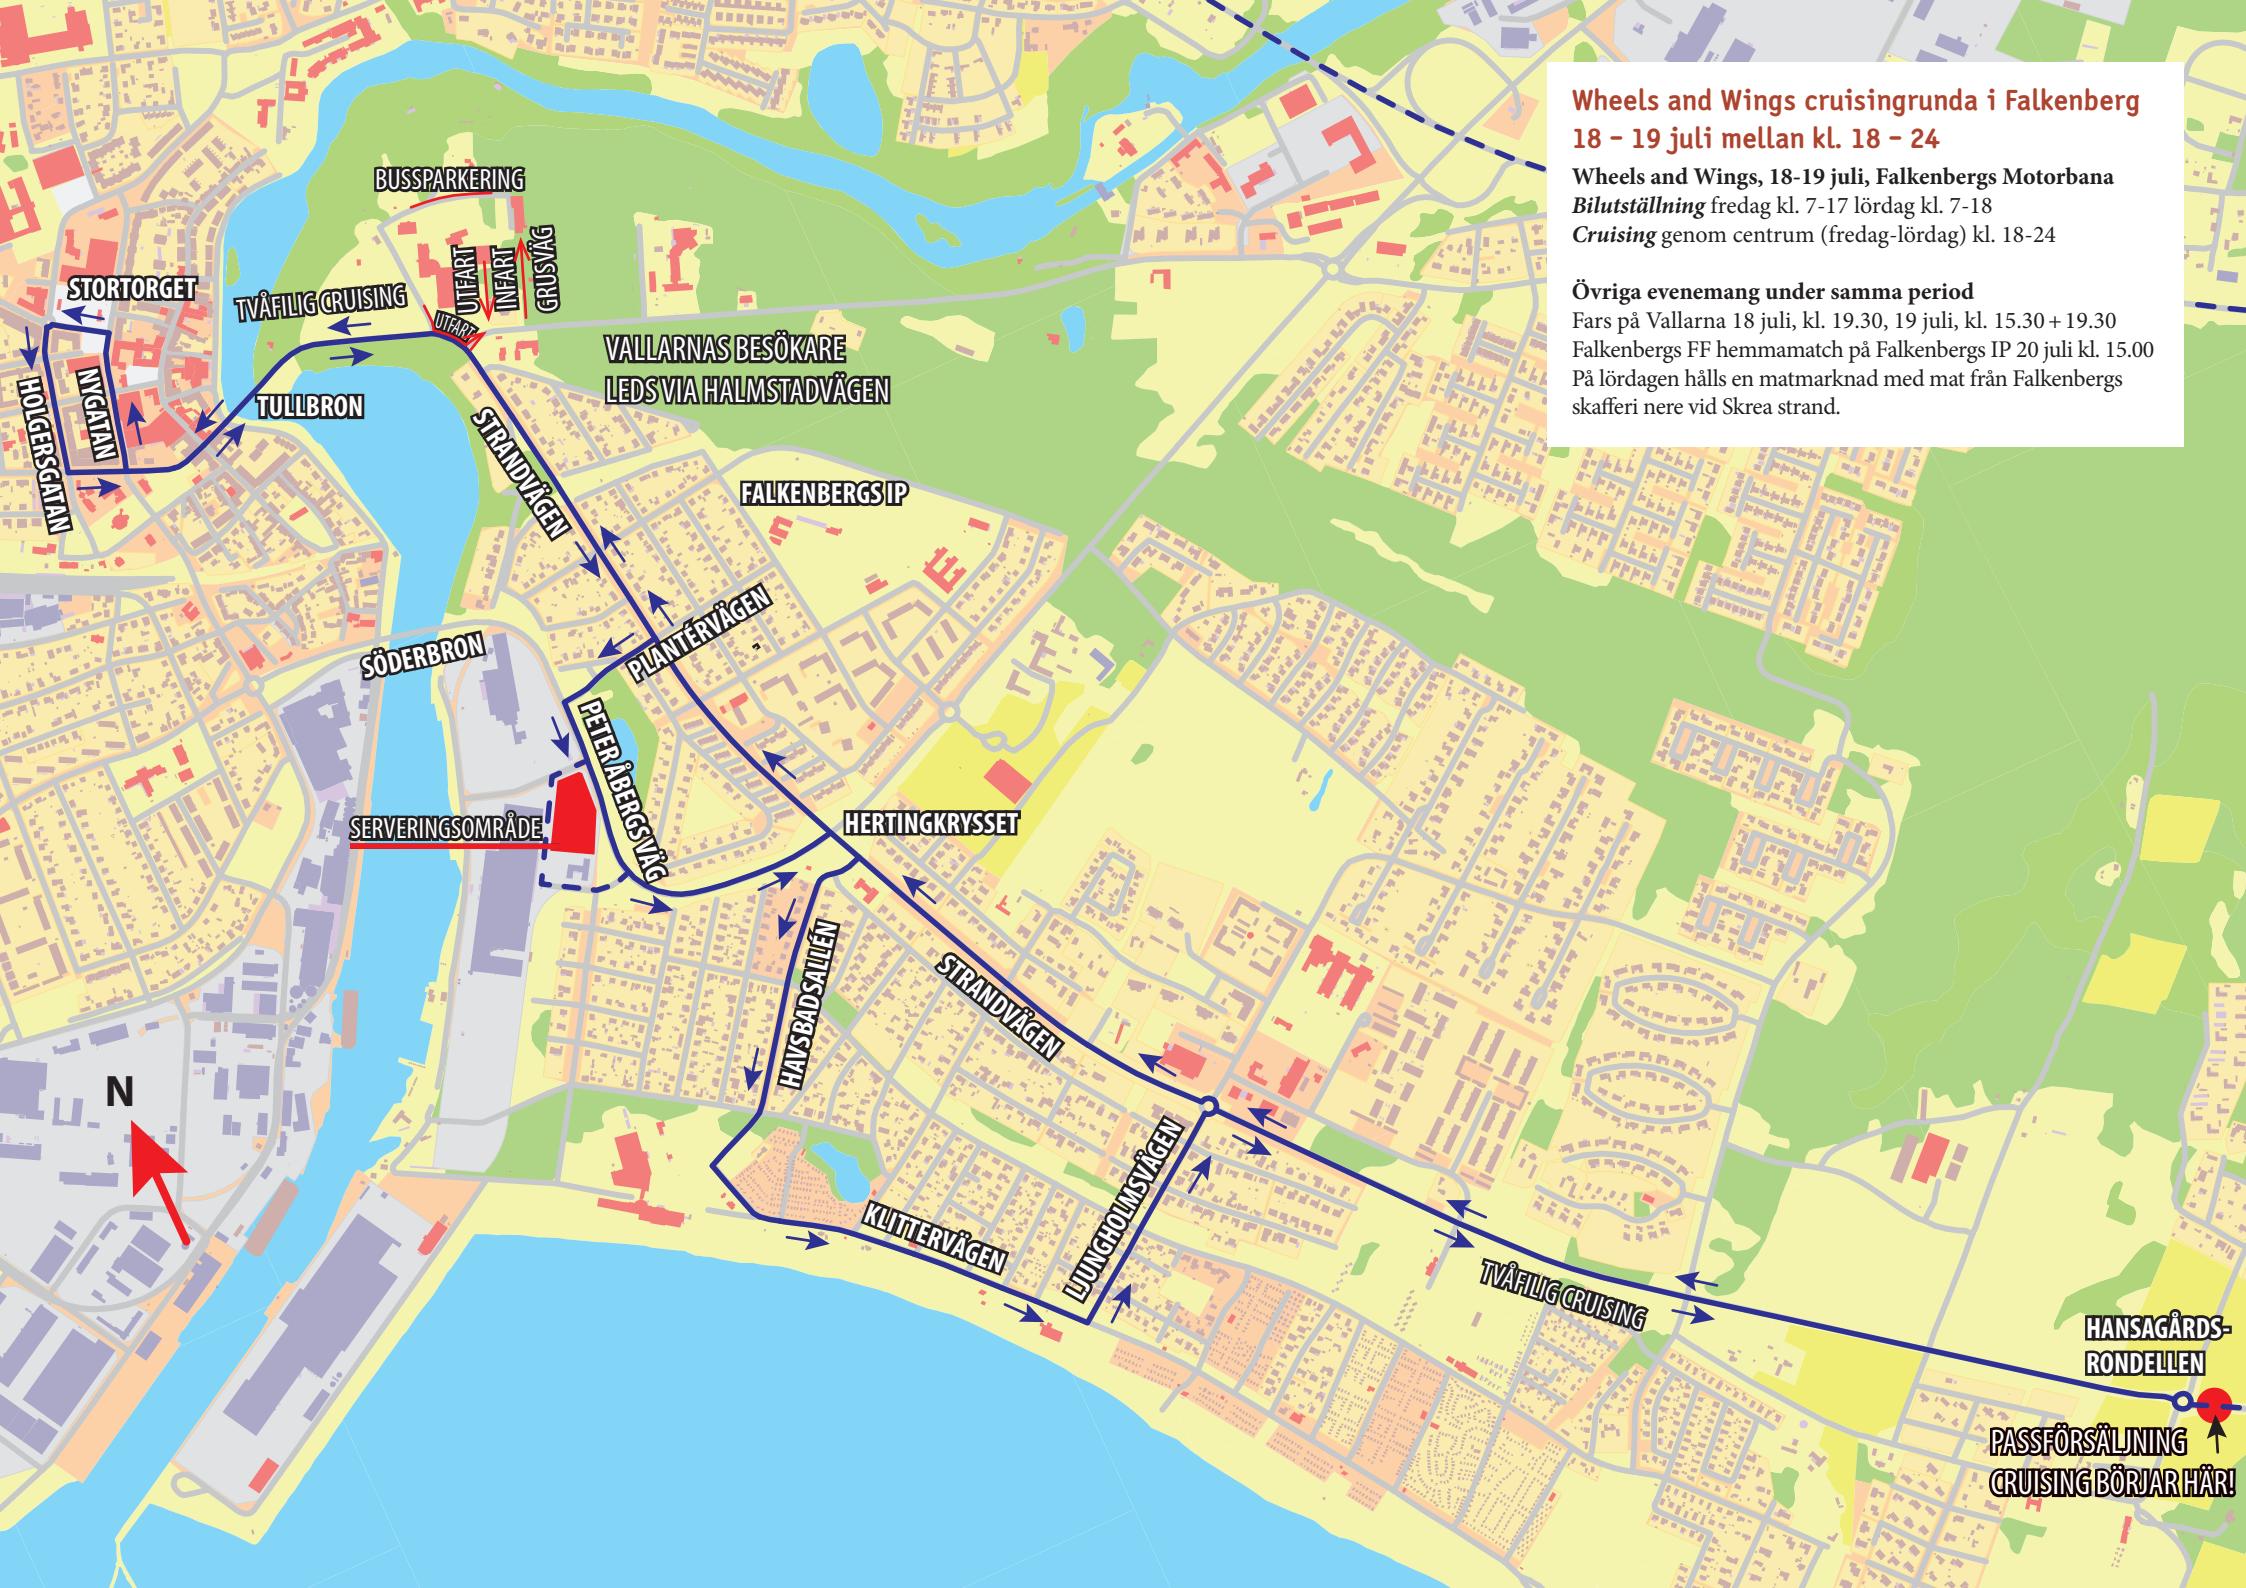 Wheels and Wings cruisingrunda i Falkenberg
18 – 19 juli mellan kl. 18 – 24
Wheels and Wings, 18-19 juli, Falkenbergs Motorbana
Bilutställning fredag kl. 7-17 lördag kl. 7-18
Cruising genom centrum (fredag-lördag) kl. 18-24
Övriga evenemang under samma period
Fars på Vallarna 18 juli, kl. 19.30, 19 juli, kl. 15.30 + 19.30
Falkenbergs FF hemmamatch på Falkenbergs IP 20 juli kl. 15.00
På lördagen hålls en matmarknad med mat från Falkenbergs
skafferi nere vid Skrea strand.
BUSSPARKERING
UTFART
INFART
GRUSVÄG
STORTORGET
TVÅFILIG CRUISING
UTFART
VALLARNAS BESÖKARE
LEDS VIA HALMSTADVÄGEN
HOLGERSGATAN
NYGATAN
TULLBRON
STRANDVÄGEN
FALKENBERGS IP
PLANTÉRVÄGEN
SÖDERBRON
PETER ÅBERGS VÄG
SERVERINGSOMRÅDE
HERTINGKRYSSET
HAVSBADSALLÉN
STRANDVÄGEN
N
LJUNGHOLMSVÄGEN
KLITTERVÄGEN
TVÅFILIG CRUISING
HANSAGÅRDS-
RONDELLEN
PASSFÖRSÄLJNING
CRUISING BÖRJAR HÄR!